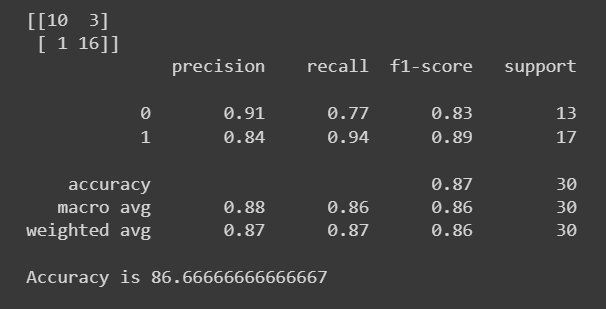 [[10  3]
 [ 1 16]]
              precision    recall  f1-score   support

           0       0.91      0.77      0.83        13
           1       0.84      0.94      0.89        17

    accuracy                           0.87        30
   macro avg       0.88      0.86      0.86        30
weighted avg       0.87      0.87      0.86        30

Accuracy is 86.66666666666667